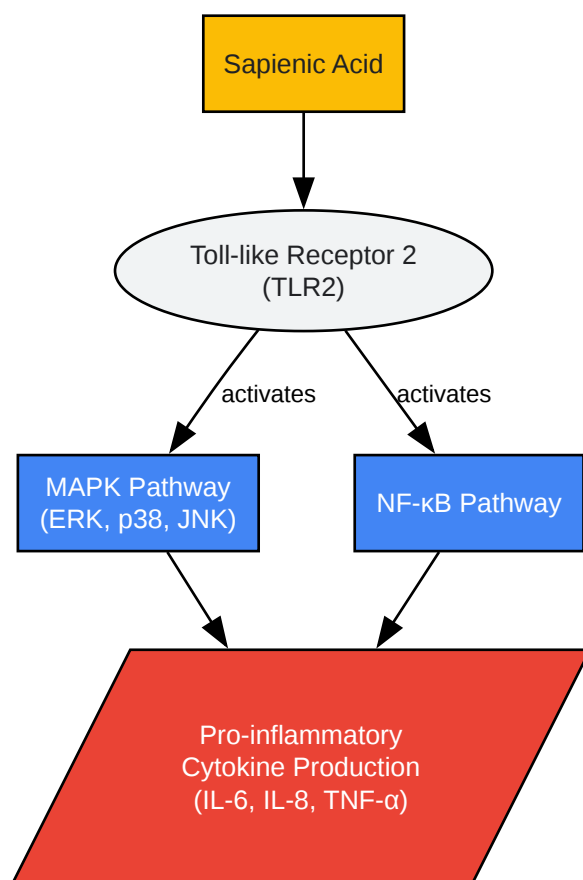 Sapienic Acid
Toll-like Receptor 2
(TLR2)
activates
activates
MAPK Pathway
(ERK, p38, JNK)
NF-κB Pathway
Pro-inflammatory
Cytokine Production
(IL-6, IL-8, TNF-α)